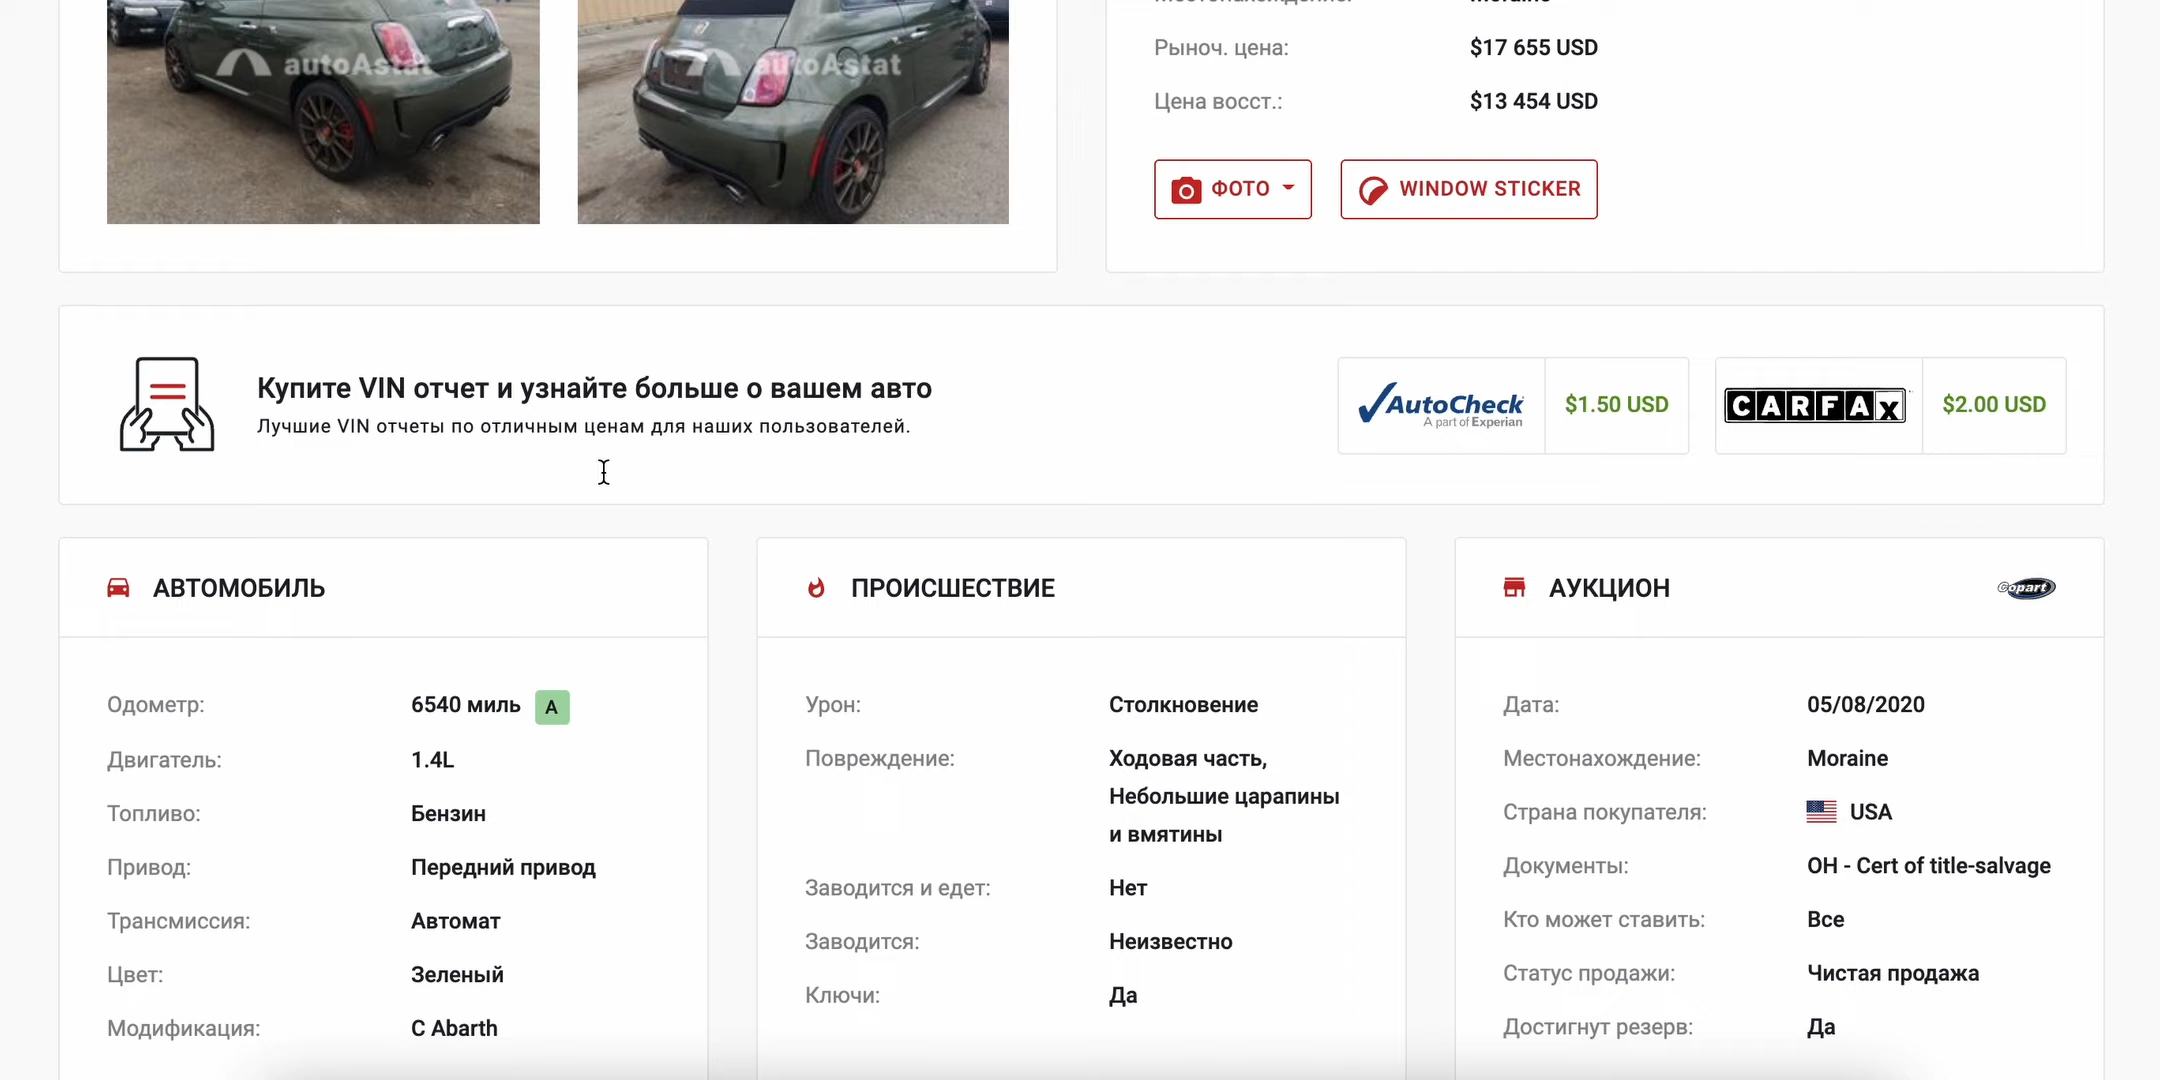 autoAstat
autoAstat
Moraine
Рыноч. цена: $17 655 USD
Цена восст.: $13 454 USD
ФОТО
WINDOW STICKER
Купите VIN отчет и узнайте больше о вашем авто
Лучшие VIN отчеты по отличным ценам для наших пользователей.
AutoCheck
A part of Experian
$1.50 USD
CARFAX
$2.00 USD
АВТОМОБИЛЬ
Одометр: 6540 миль A
Двигатель: 1.4L
Топливо: Бензин
Привод: Передний привод
Трансмиссия: Автомат
Цвет: Зеленый
Модификация: C Abarth
ПРОИСШЕСТВИЕ
Урон: Столкновение
Повреждение: Ходовая часть,
Небольшие царапины
и вмятины
Заводится и едет: Нет
Заводится: Неизвестно
Ключи: Да
АУКЦИОН
Copart
Дата: 05/08/2020
Местонахождение: Moraine
Страна покупателя: USA
Документы: OH - Cert of title-salvage
Кто может ставить: Все
Статус продажи: Чистая продажа
Достигнут резерв: Да